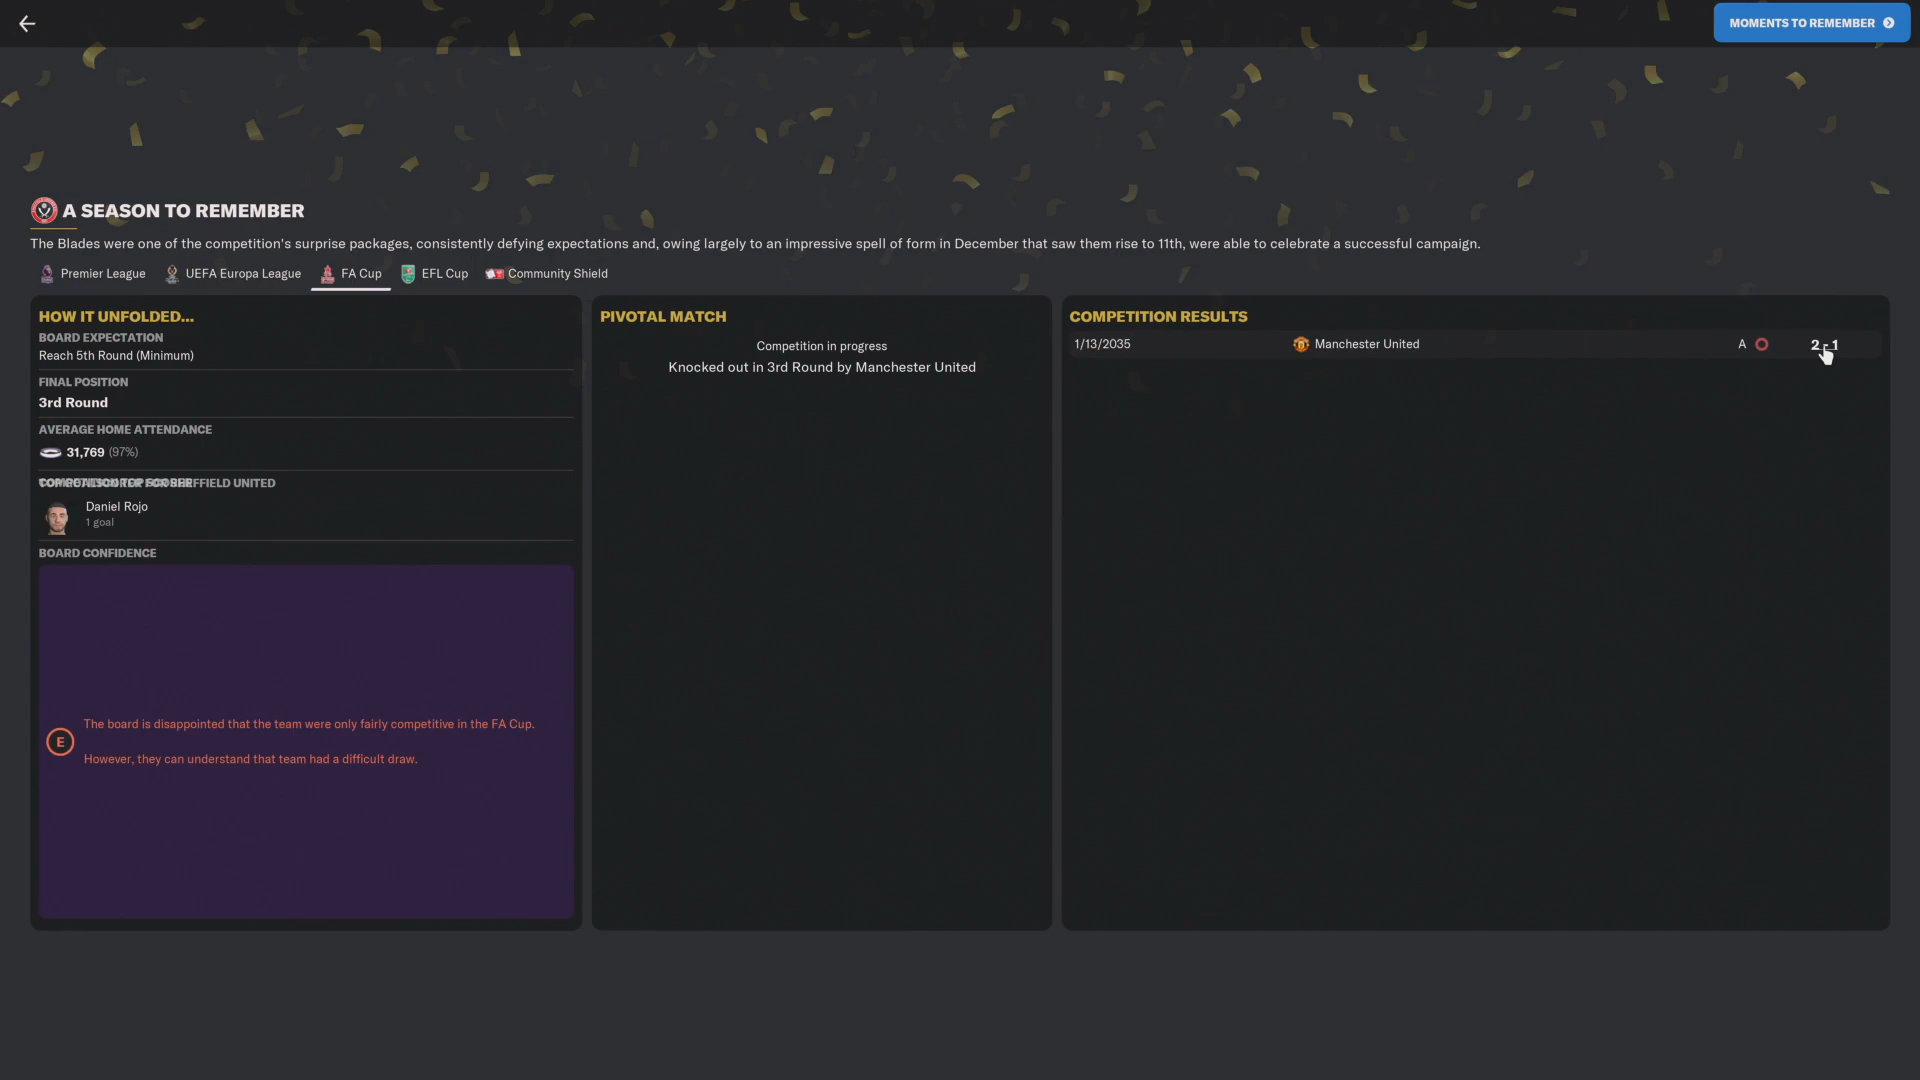 MOMENTS TO REMEMBER
A SEASON TO REMEMBER
The Blades were one of the competition's surprise packages, consistently defying expectations and, owing largely to an impressive spell of form in December that saw them rise to 11th, were able to celebrate a successful campaign.
Premier League UEFA Europa League FA Cup EFL Cup Community Shield
HOW IT UNFOLDED...
BOARD EXPECTATION
Reach 5th Round (Minimum)
FINAL POSITION
3rd Round
AVERAGE HOME ATTENDANCE
31,769 (97%)
UNITED
Daniel Rojo
1 goal
BOARD CONFIDENCE
E
The board is disappointed that the team were only fairly competitive in the FA Cup.
However, they can understand that team had a difficult draw.
PIVOTAL MATCH
Competition in progress
Knocked out in 3rd Round by Manchester United
COMPETITION RESULTS
1/13/2035 Manchester United A 2 - 1